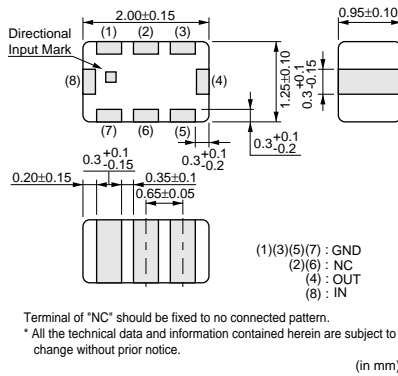 2.00±0.15
0.95±0.10
Directional
Input Mark
(1) (2) (3)
(8)
(4)
1.25±0.10
0.3+0.1-0.15
(7) (6) (5)
0.3+0.1-0.2
0.3+0.1-0.2
0.3+0.1-0.15
0.20±0.15
0.35±0.1
0.65±0.05
(1)(3)(5)(7) : GND
(2)(6) : NC
(4) : OUT
(8) : IN
Terminal of "NC" should be fixed to no connected pattern.
* All the technical data and information contained herein are subject to
change without prior notice.
(in mm)